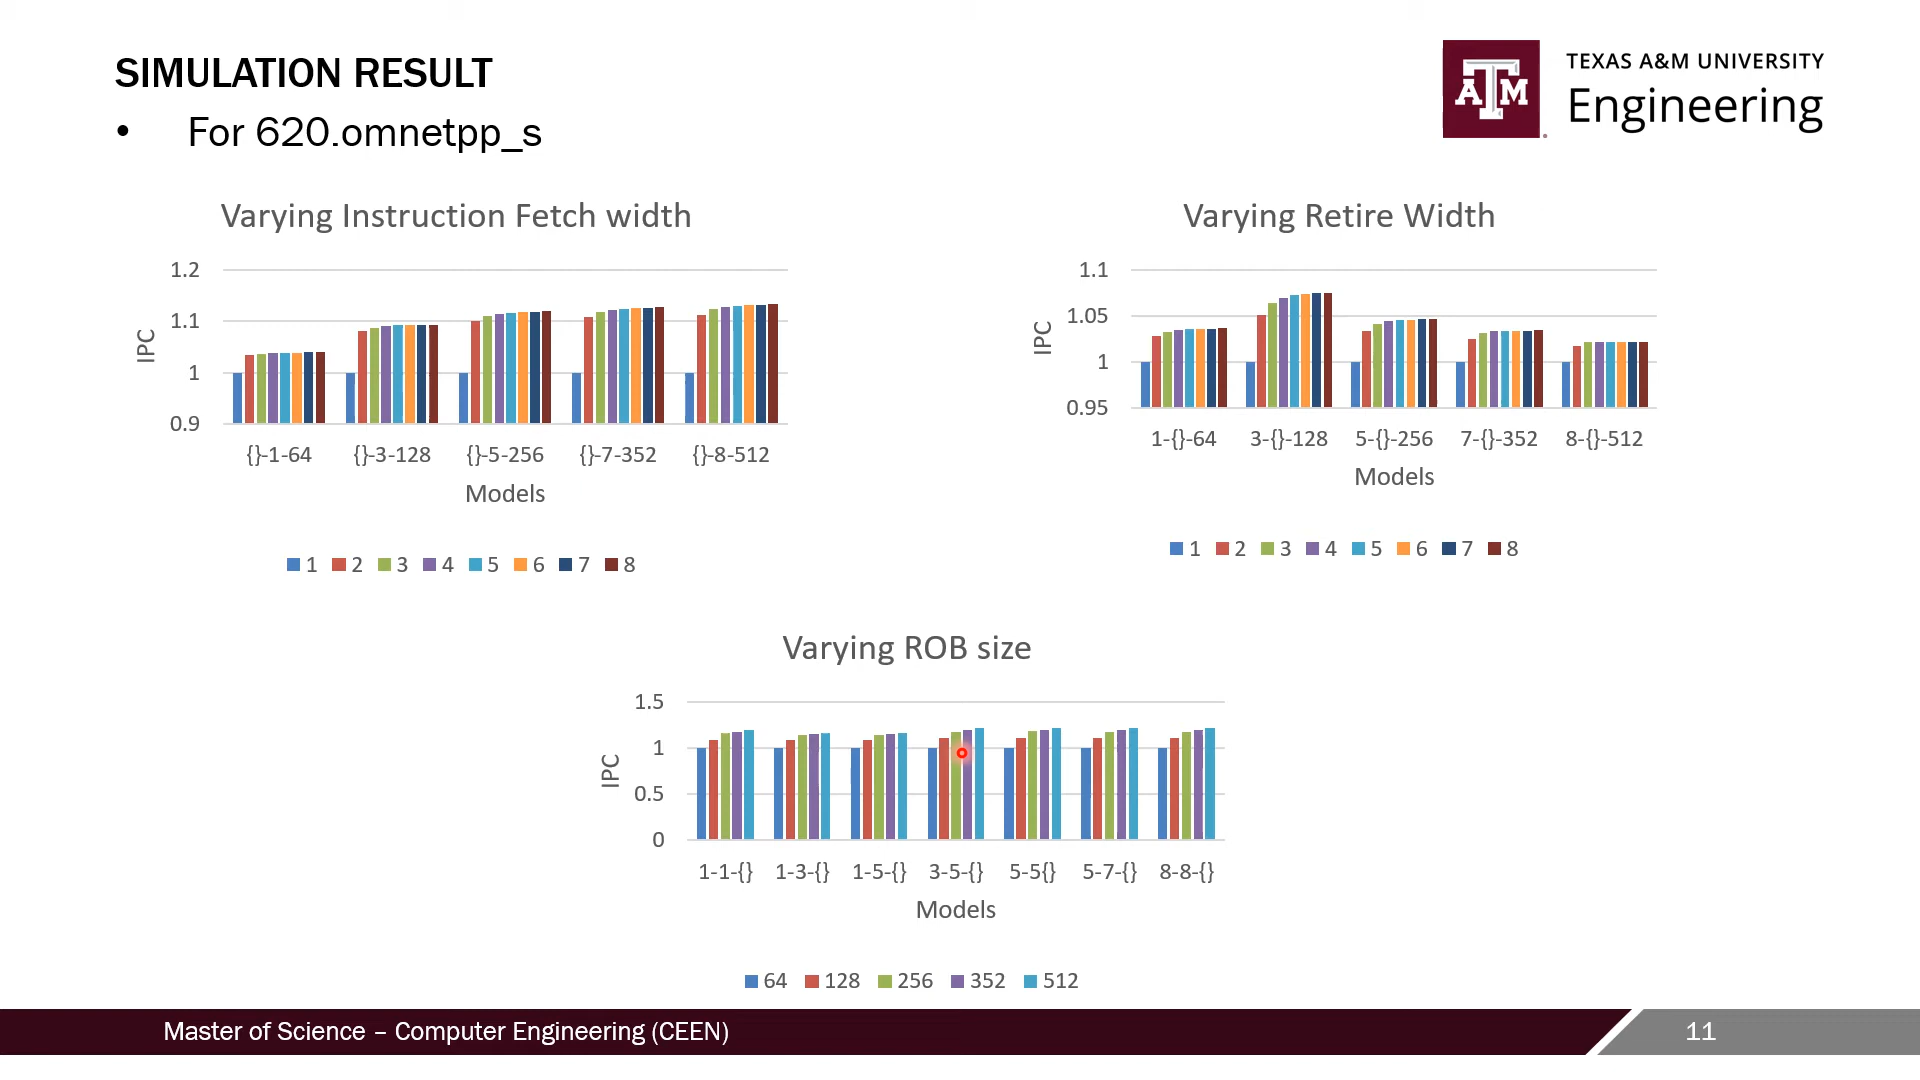 SIMULATION RESULT
• For 620.omnetpp_s
ATM
TEXAS A&M UNIVERSITY
Engineering
Varying Instruction Fetch width
1.2
1.1
1
0.9
IPC
{}-1-64 {}-3-128 {}-5-256 {}-7-352 {}-8-512
Models
1 2 3 4 5 6 7 8
Varying Retire Width
1.1
1.05
1
0.95
IPC
1-{}-64 3-{}-128 5-{}-256 7-{}-352 8-{}-512
Models
1 2 3 4 5 6 7 8
Varying ROB size
1.5
1
0.5
0
IPC
1-1-{} 1-3-{} 1-5-{} 3-5-{} 5-5{} 5-7-{} 8-8-{}
Models
64 128 256 352 512
Master of Science – Computer Engineering (CEEN)
11